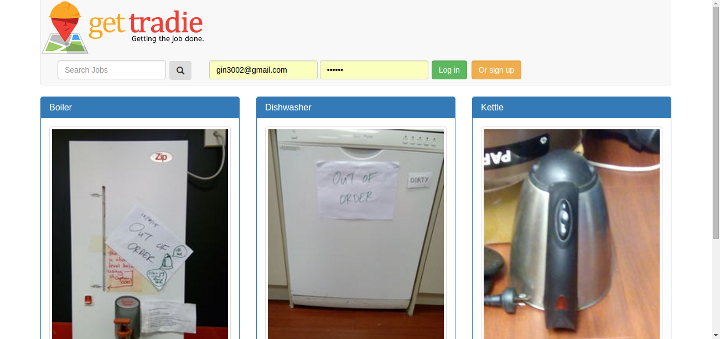 get tradie
Getting the job done.
Search Jobs
gin3002@gmail.com
••••••
Log in
Or sign up
Boiler
Dishwasher
Kettle
Zip
OUT OF
ORDER
OUT OF
ORDER
DIRTY
PAR